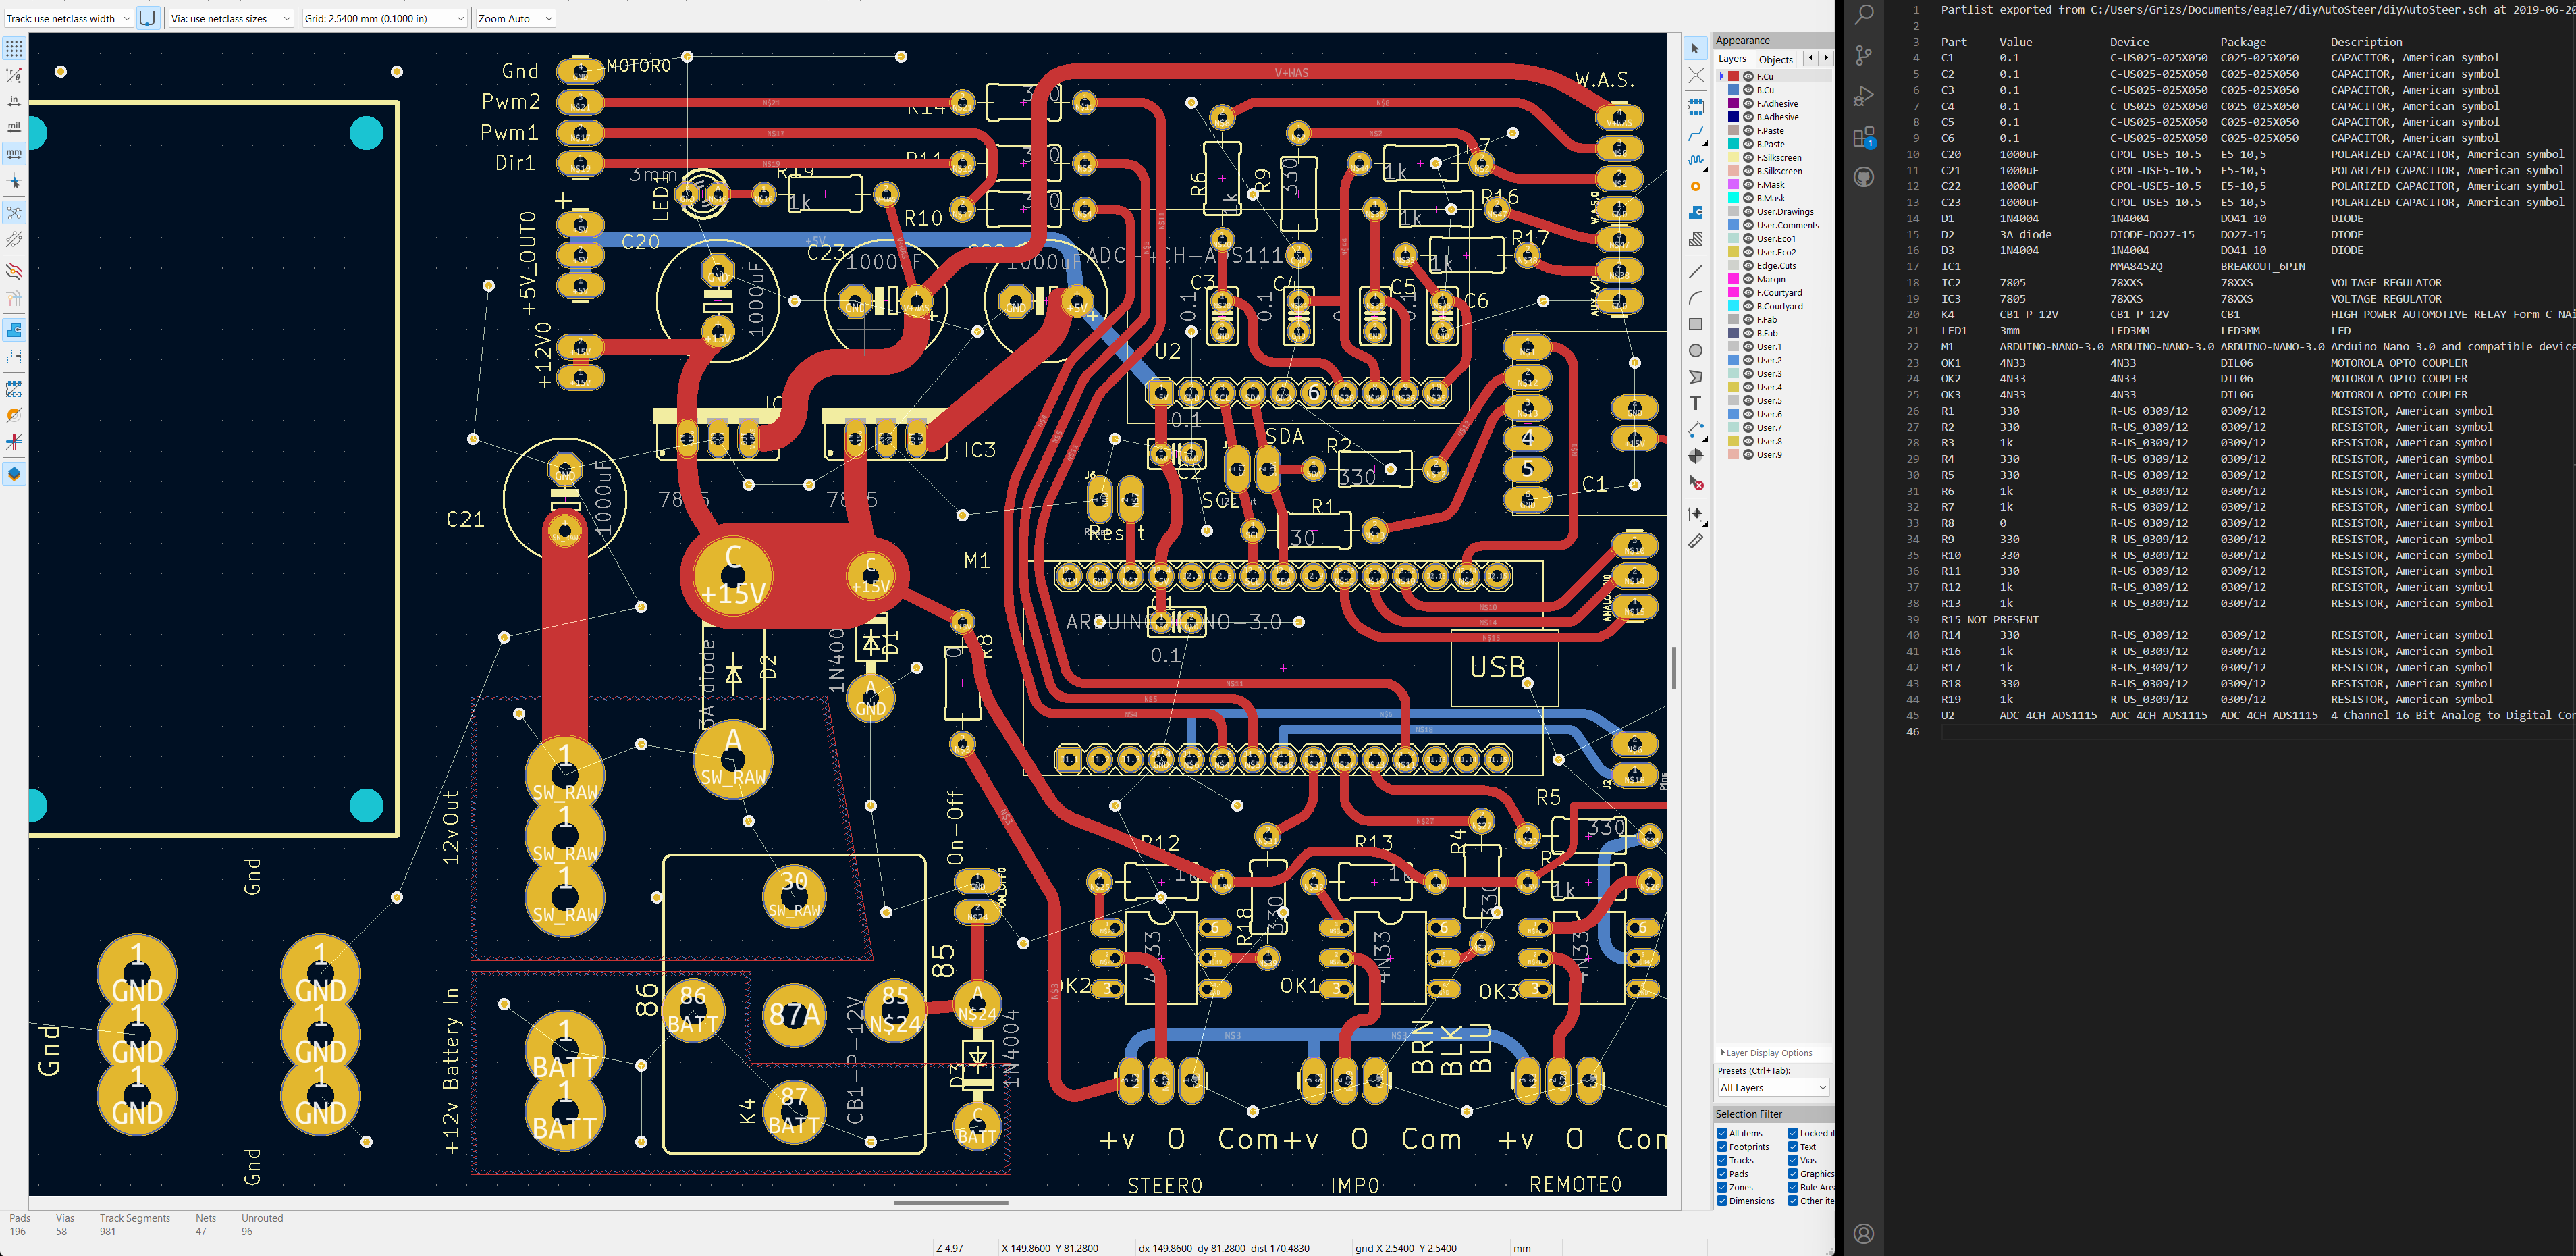 Track: use netclass width
Via: use netclass sizes
Grid: 2.5400 mm (0.1000 in)
Zoom Auto
in
mil
mm
Gnd
MOTOR0
Pwm2
Pwm1
Dir1
+5V_OUT0
+12V0
3mm
LED1
R19
1k
R14
R11
R10
330
C20
1000uF
C23
1000uF
1000uF
+5V
C21
1000uF
IC3
7805
7805
V+WAS
W.A.S.
R6
R9
330
1k
1k
R16
R17
1k
ADC-4CH-ADS1115
C3
C4
C5
C6
0.1
0.1
U2
6
0.1
C2
SDA
SCL
R2
330
R1
330
C1
4
5
J6
Reset
M1
ARDUINO-NANO-3.0
0.1
USB
C
+15V
C
+15V
D1
1N4004
D2
3A diode
A
SW_RAW
A
GND
R8
0
1
SW_RAW
1
SW_RAW
1
SW_RAW
12vOut
30
SW_RAW
On-Off
ON_OFF0
N$24
85
86
86
BATT
87A
85
N$24
87
BATT
A
N$24
C
BATT
D3
1N4004
K4
CB1-P-12V
+12v Battery In
1
BATT
1
BATT
Gnd
Gnd
Gnd
1
GND
1
GND
1
GND
1
GND
1
GND
1
GND
R12
1k
R13
1k
R18
330
R4
330
R5
330
1k
OK2
4N33
OK1
4N33
OK3
4N33
J2
N$3
N$3
BRN
BLK
BLU
+v O Com
+v O Com
+v O Com
STEER0
IMP0
REMOTE0
Appearance
Layers
Objects
F.Cu
B.Cu
F.Adhesive
B.Adhesive
F.Paste
B.Paste
F.Silkscreen
B.Silkscreen
F.Mask
B.Mask
User.Drawings
User.Comments
User.Eco1
User.Eco2
Edge.Cuts
Margin
F.Courtyard
B.Courtyard
F.Fab
B.Fab
User.1
User.2
User.3
User.4
User.5
User.6
User.7
User.8
User.9
Layer Display Options
Presets (Ctrl+Tab):
All Layers
Selection Filter
All items
Locked it
Footprints
Text
Tracks
Vias
Pads
Graphics
Zones
Rule Area
Dimensions
Other ite
Pads Vias Track Segments Nets Unrouted
196 58 981 47 96
Z 4.97
X 149.8600 Y 81.2800
dx 149.8600 dy 81.2800 dist 170.4830
grid X 2.5400 Y 2.5400
mm
1 Partlist exported from C:/Users/Grizs/Documents/eagle7/diyAutoSteer/diyAutoSteer.sch at 2019-06-20
2
3 Part Value Device Package Description
4 C1 0.1 C-US025-025X050 C025-025X050 CAPACITOR, American symbol
5 C2 0.1 C-US025-025X050 C025-025X050 CAPACITOR, American symbol
6 C3 0.1 C-US025-025X050 C025-025X050 CAPACITOR, American symbol
7 C4 0.1 C-US025-025X050 C025-025X050 CAPACITOR, American symbol
8 C5 0.1 C-US025-025X050 C025-025X050 CAPACITOR, American symbol
9 C6 0.1 C-US025-025X050 C025-025X050 CAPACITOR, American symbol
10 C20 1000uF CPOL-USE5-10.5 E5-10,5 POLARIZED CAPACITOR, American symbol
11 C21 1000uF CPOL-USE5-10.5 E5-10,5 POLARIZED CAPACITOR, American symbol
12 C22 1000uF CPOL-USE5-10.5 E5-10,5 POLARIZED CAPACITOR, American symbol
13 C23 1000uF CPOL-USE5-10.5 E5-10,5 POLARIZED CAPACITOR, American symbol
14 D1 1N4004 1N4004 DO41-10 DIODE
15 D2 3A diode DIODE-DO27-15 DO27-15 DIODE
16 D3 1N4004 1N4004 DO41-10 DIODE
17 IC1 MMA8452Q BREAKOUT_6PIN
18 IC2 7805 78XXS 78XXS VOLTAGE REGULATOR
19 IC3 7805 78XXS 78XXS VOLTAGE REGULATOR
20 K4 CB1-P-12V CB1-P-12V CB1 HIGH POWER AUTOMOTIVE RELAY Form C NAi
21 LED1 3mm LED3MM LED3MM LED
22 M1 ARDUINO-NANO-3.0 ARDUINO-NANO-3.0 ARDUINO-NANO-3.0 Arduino Nano 3.0 and compatible device
23 OK1 4N33 4N33 DIL06 MOTOROLA OPTO COUPLER
24 OK2 4N33 4N33 DIL06 MOTOROLA OPTO COUPLER
25 OK3 4N33 4N33 DIL06 MOTOROLA OPTO COUPLER
26 R1 330 R-US_0309/12 0309/12 RESISTOR, American symbol
27 R2 330 R-US_0309/12 0309/12 RESISTOR, American symbol
28 R3 1k R-US_0309/12 0309/12 RESISTOR, American symbol
29 R4 330 R-US_0309/12 0309/12 RESISTOR, American symbol
30 R5 330 R-US_0309/12 0309/12 RESISTOR, American symbol
31 R6 1k R-US_0309/12 0309/12 RESISTOR, American symbol
32 R7 1k R-US_0309/12 0309/12 RESISTOR, American symbol
33 R8 0 R-US_0309/12 0309/12 RESISTOR, American symbol
34 R9 330 R-US_0309/12 0309/12 RESISTOR, American symbol
35 R10 330 R-US_0309/12 0309/12 RESISTOR, American symbol
36 R11 330 R-US_0309/12 0309/12 RESISTOR, American symbol
37 R12 1k R-US_0309/12 0309/12 RESISTOR, American symbol
38 R13 1k R-US_0309/12 0309/12 RESISTOR, American symbol
39 R15 NOT PRESENT
40 R14 330 R-US_0309/12 0309/12 RESISTOR, American symbol
41 R16 1k R-US_0309/12 0309/12 RESISTOR, American symbol
42 R17 1k R-US_0309/12 0309/12 RESISTOR, American symbol
43 R18 330 R-US_0309/12 0309/12 RESISTOR, American symbol
44 R19 1k R-US_0309/12 0309/12 RESISTOR, American symbol
45 U2 ADC-4CH-ADS1115 ADC-4CH-ADS1115 ADC-4CH-ADS1115 4 Channel 16-Bit Analog-to-Digital Con
46